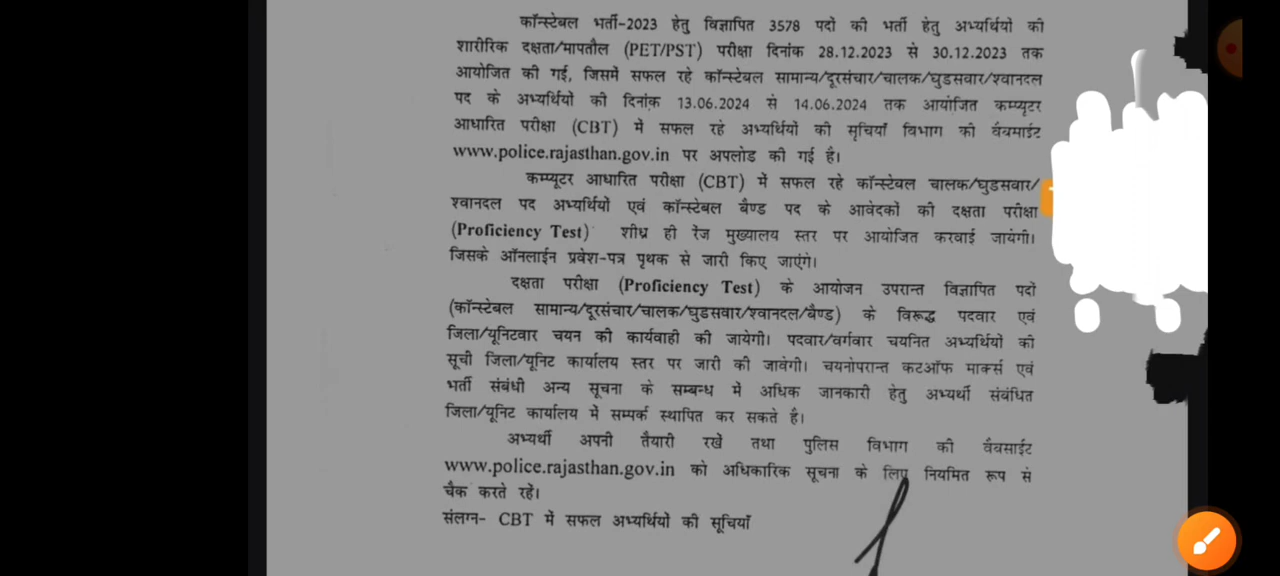 कॉन्स्टेबल भर्ती-2023 हेतु विज्ञापित 3578 पदों की भर्ती हेतु अभ्यर्थियों की
शारीरिक दक्षता/मापतौल (PET/PST) परीक्षा दिनांक 28.12.2023 से 30.12.2023 तक
आयोजित की गई, जिसमें सफल रहे कॉन्स्टेबल सामान्य/दूरसंचार/चालक/घुडसवार/श्वानदल
पद के अभ्यर्थियों की दिनांक 13.06.2024 से 14.06.2024 तक आयोजित कम्प्यूटर
आधारित परीक्षा (CBT) में सफल रहे अभ्यर्थियों की सूचियाँ विभाग की वैबसाईट
www.police.rajasthan.gov.in पर अपलोड की गई है।
कम्प्यूटर आधारित परीक्षा (CBT) में सफल रहे कॉन्स्टेबल चालक/घुडसवार/
श्वानदल पद अभ्यर्थियों एवं कॉन्स्टेबल बैण्ड पद के आवेदकों की दक्षता परीक्षा
(Proficiency Test) शीघ्र ही रेंज मुख्यालय स्तर पर आयोजित करवाई जायेगी।
जिसके ऑनलाईन प्रवेश-पत्र पृथक से जारी किए जाएंगे।
दक्षता परीक्षा (Proficiency Test) के आयोजन उपरान्त विज्ञापित पदों
(कॉन्स्टेबल सामान्य/दूरसंचार/चालक/घुडसवार/श्वानदल/बैण्ड) के विरूद्ध पदवार एवं
जिला/यूनिटवार चयन की कार्यवाही की जायेगी। पदवार/वर्गवार चयनित अभ्यर्थियों की
सूची जिला/यूनिट कार्यालय स्तर पर जारी की जावेगी। चयनोपरान्त कटऑफ मार्क्स एवं
भर्ती संबंधी अन्य सूचना के सम्बन्ध में अधिक जानकारी हेतु अभ्यर्थी संबंधित
जिला/यूनिट कार्यालय में सम्पर्क स्थापित कर सकते है।
अभ्यर्थी अपनी तैयारी रखें तथा पुलिस विभाग की वैबसाईट
www.police.rajasthan.gov.in को अधिकारिक सूचना के लिए नियमित रूप से
चैक करते रहें।
संलग्न- CBT में सफल अभ्यर्थियों की सूचियाँ